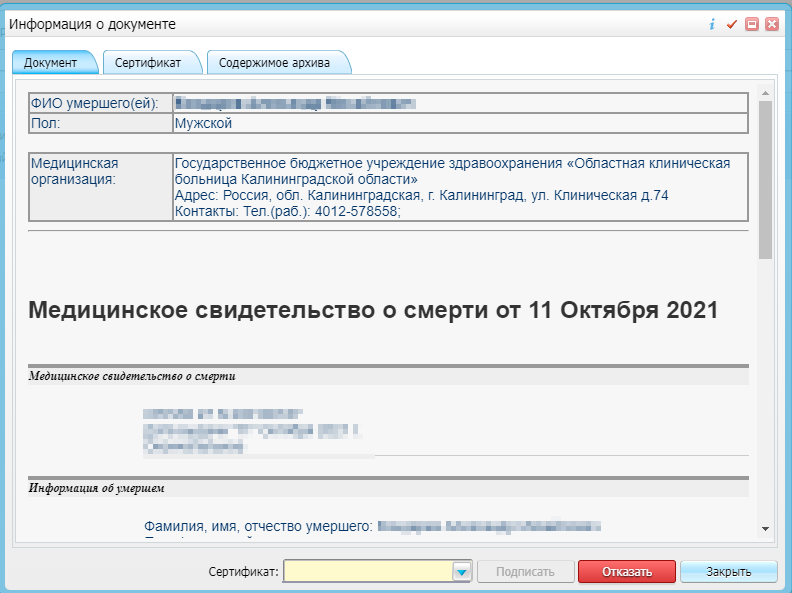 Информация о документе
Документ Сертификат Содержимое архива
ФИО умершего(ей):
Пол: Мужской
Медицинская организация: Государственное бюджетное учреждение здравоохранения «Областная клиническая
больница Калининградской области»
Адрес: Россия, обл. Калининградская, г. Калининград, ул. Клиническая д.74
Контакты: Тел.(раб.): 4012-578558;
Медицинское свидетельство о смерти от 11 Октября 2021
Медицинское свидетельство о смерти
Информация об умершем
Фамилия, имя, отчество умершего:
Сертификат: Подписать Отказать Закрыть